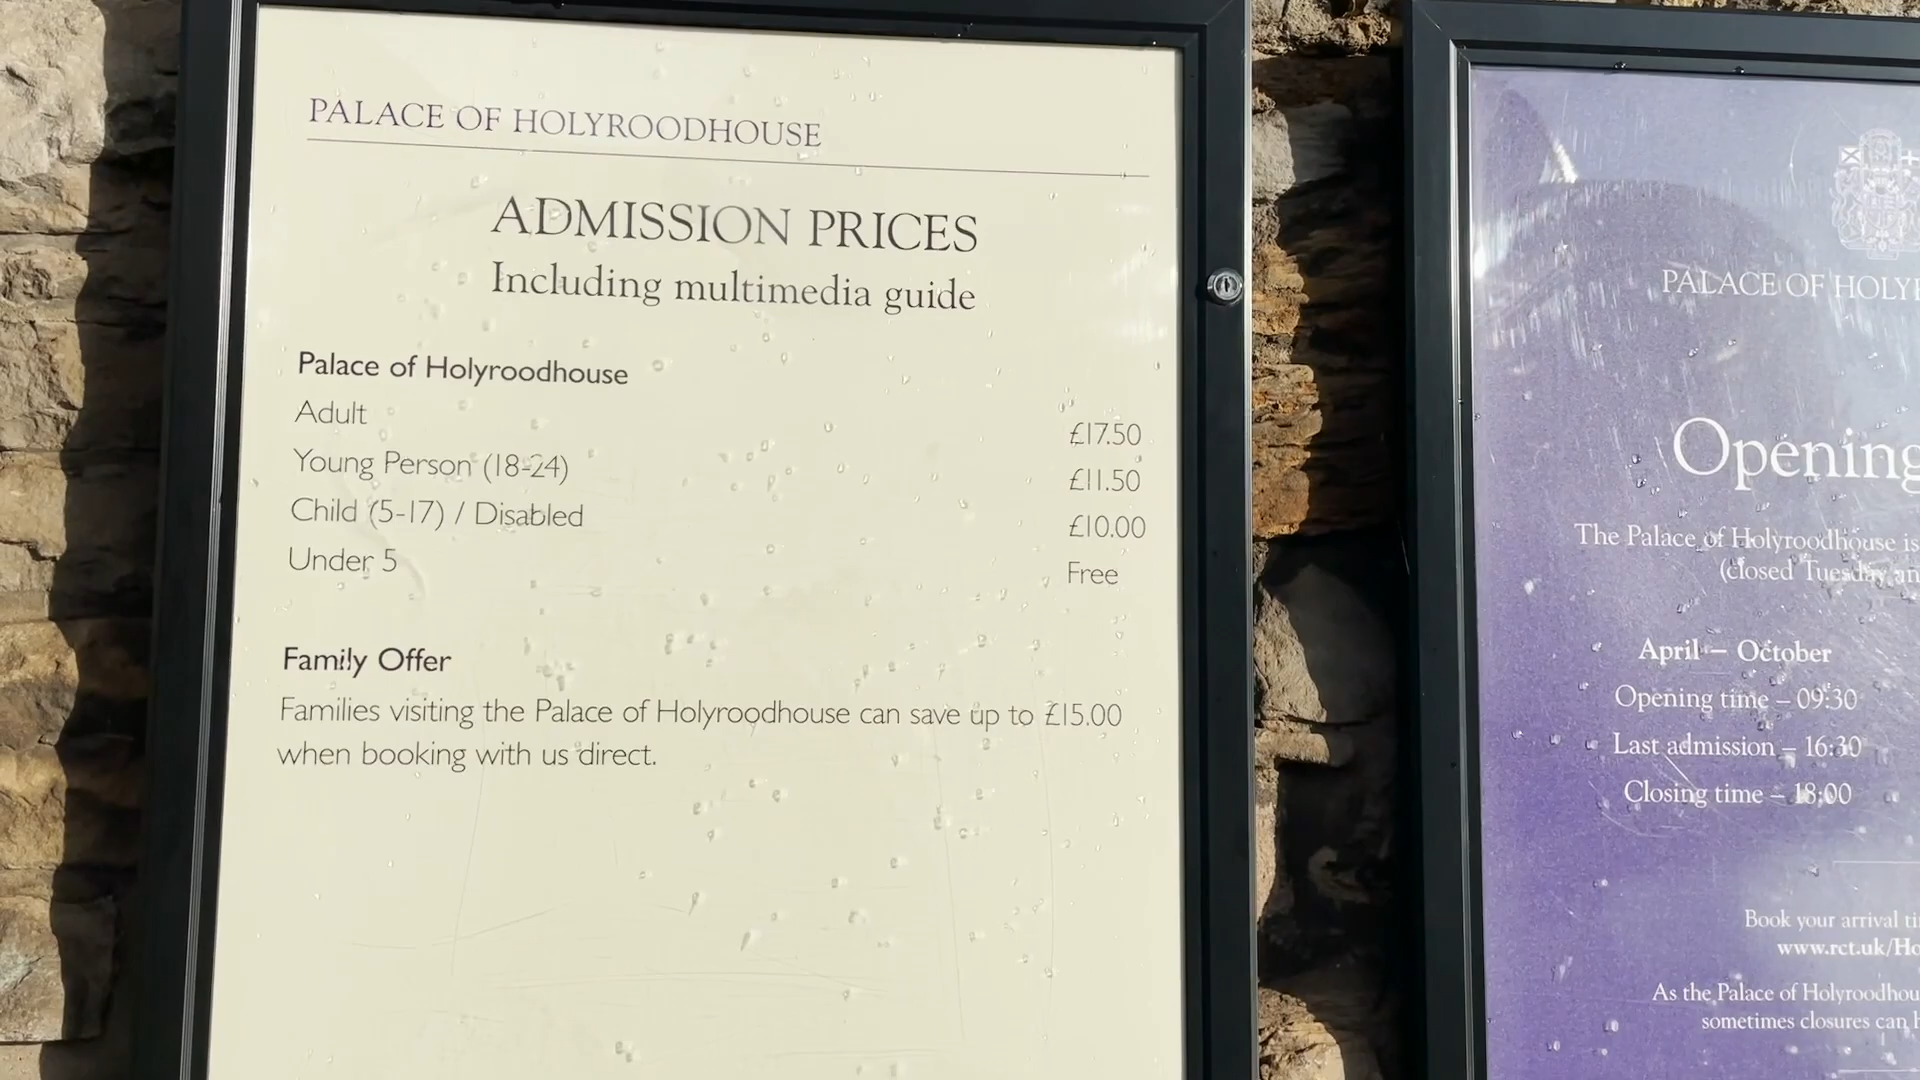 PALACE OF HOLYROODHOUSE
ADMISSION PRICES
Including multimedia guide
Palace of Holyroodhouse
Adult £17.50
Young Person (18-24) £11.50
Child (5-17) / Disabled £10.00
Under 5 Free
Family Offer
Families visiting the Palace of Holyroodhouse can save up to £15.00
when booking with us direct.
PALACE OF
Opening
The Palace of Holyroodhouse is
(closed Tuesday
April – October
Opening time – 09:30
Last admission – 16:30
Closing time – 18:00
Book your arrival
www.rct.uk/Ho
As the Palace of
sometimes closures can